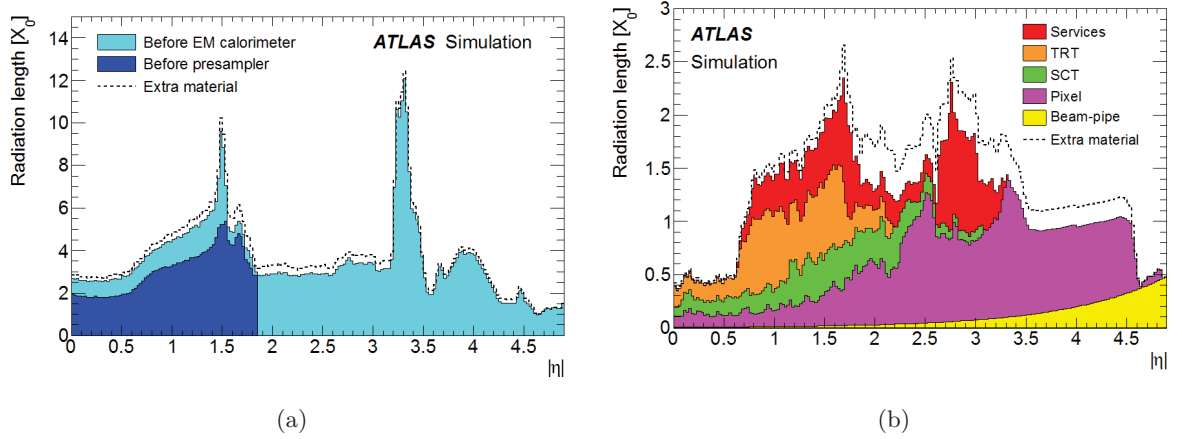 Radiation length [X0]
14
12
10
8
6
4
2
0
Before EM calorimeter
Before presampler
Extra material
ATLAS Simulation
0 0.5 1 1.5 2 2.5 3 3.5 4 4.5
|η|
(a)
Radiation length [X0]
3
2.5
2
1.5
1
0.5
0
ATLAS
Simulation
Services
TRT
SCT
Pixel
Beam-pipe
Extra material
0 0.5 1 1.5 2 2.5 3 3.5 4 4.5
|η|
(b)